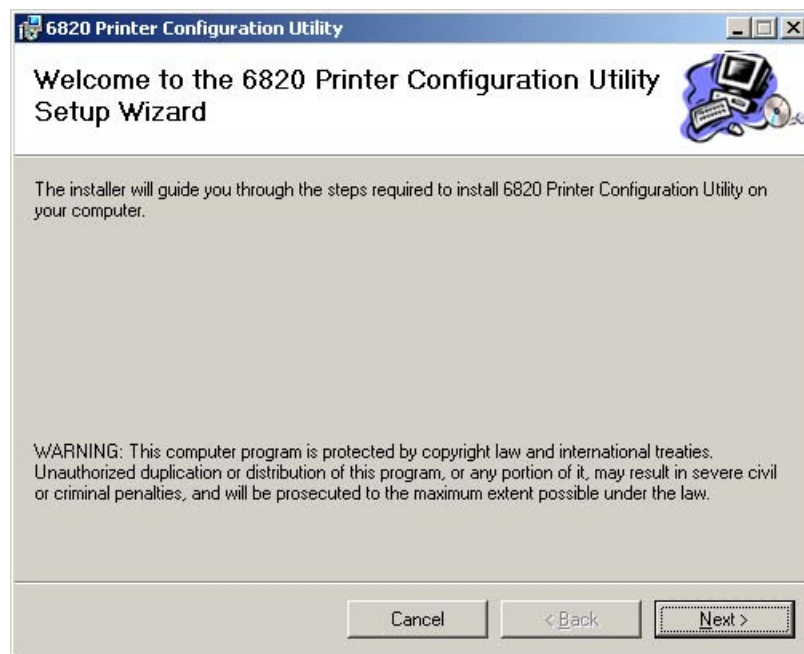 6820 Printer Configuration Utility
Welcome to the 6820 Printer Configuration Utility
Setup Wizard
The installer will guide you through the steps required to install 6820 Printer Configuration Utility on
your computer.
WARNING: This computer program is protected by copyright law and international treaties.
Unauthorized duplication or distribution of this program, or any portion of it, may result in severe civil
or criminal penalties, and will be prosecuted to the maximum extent possible under the law.
Cancel
< Back
Next >